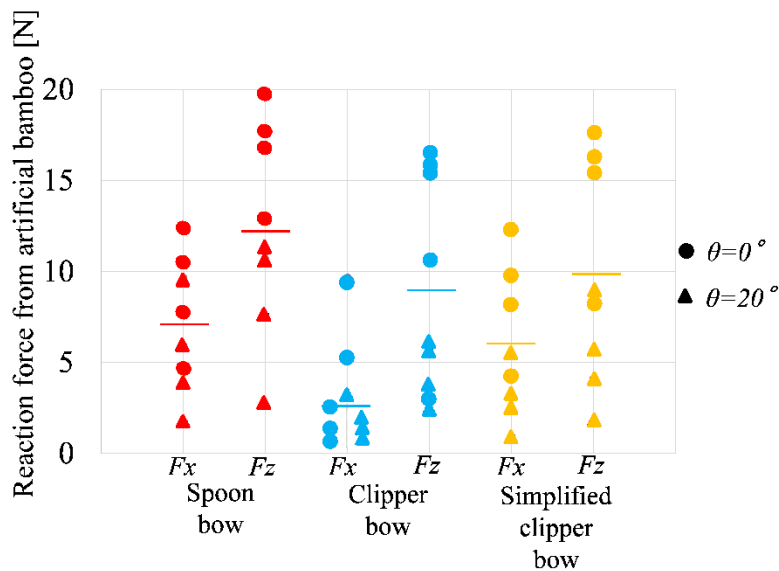 Reaction force from artificial bamboo [N]
20
15
10
5
0
Fx Fz Fx Fz Fx Fz
Spoon bow
Clipper bow
Simplified clipper bow
θ=0°
θ=20°